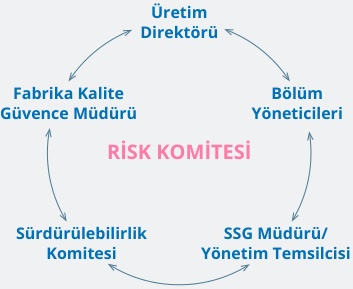 Üretim
Direktörü
Fabrika Kalite
Güvence Müdürü
Bölüm
Yöneticileri
RİSK KOMİTESİ
Sürdürülebilirlik
Komitesi
SSG Müdürü/
Yönetim Temsilcisi